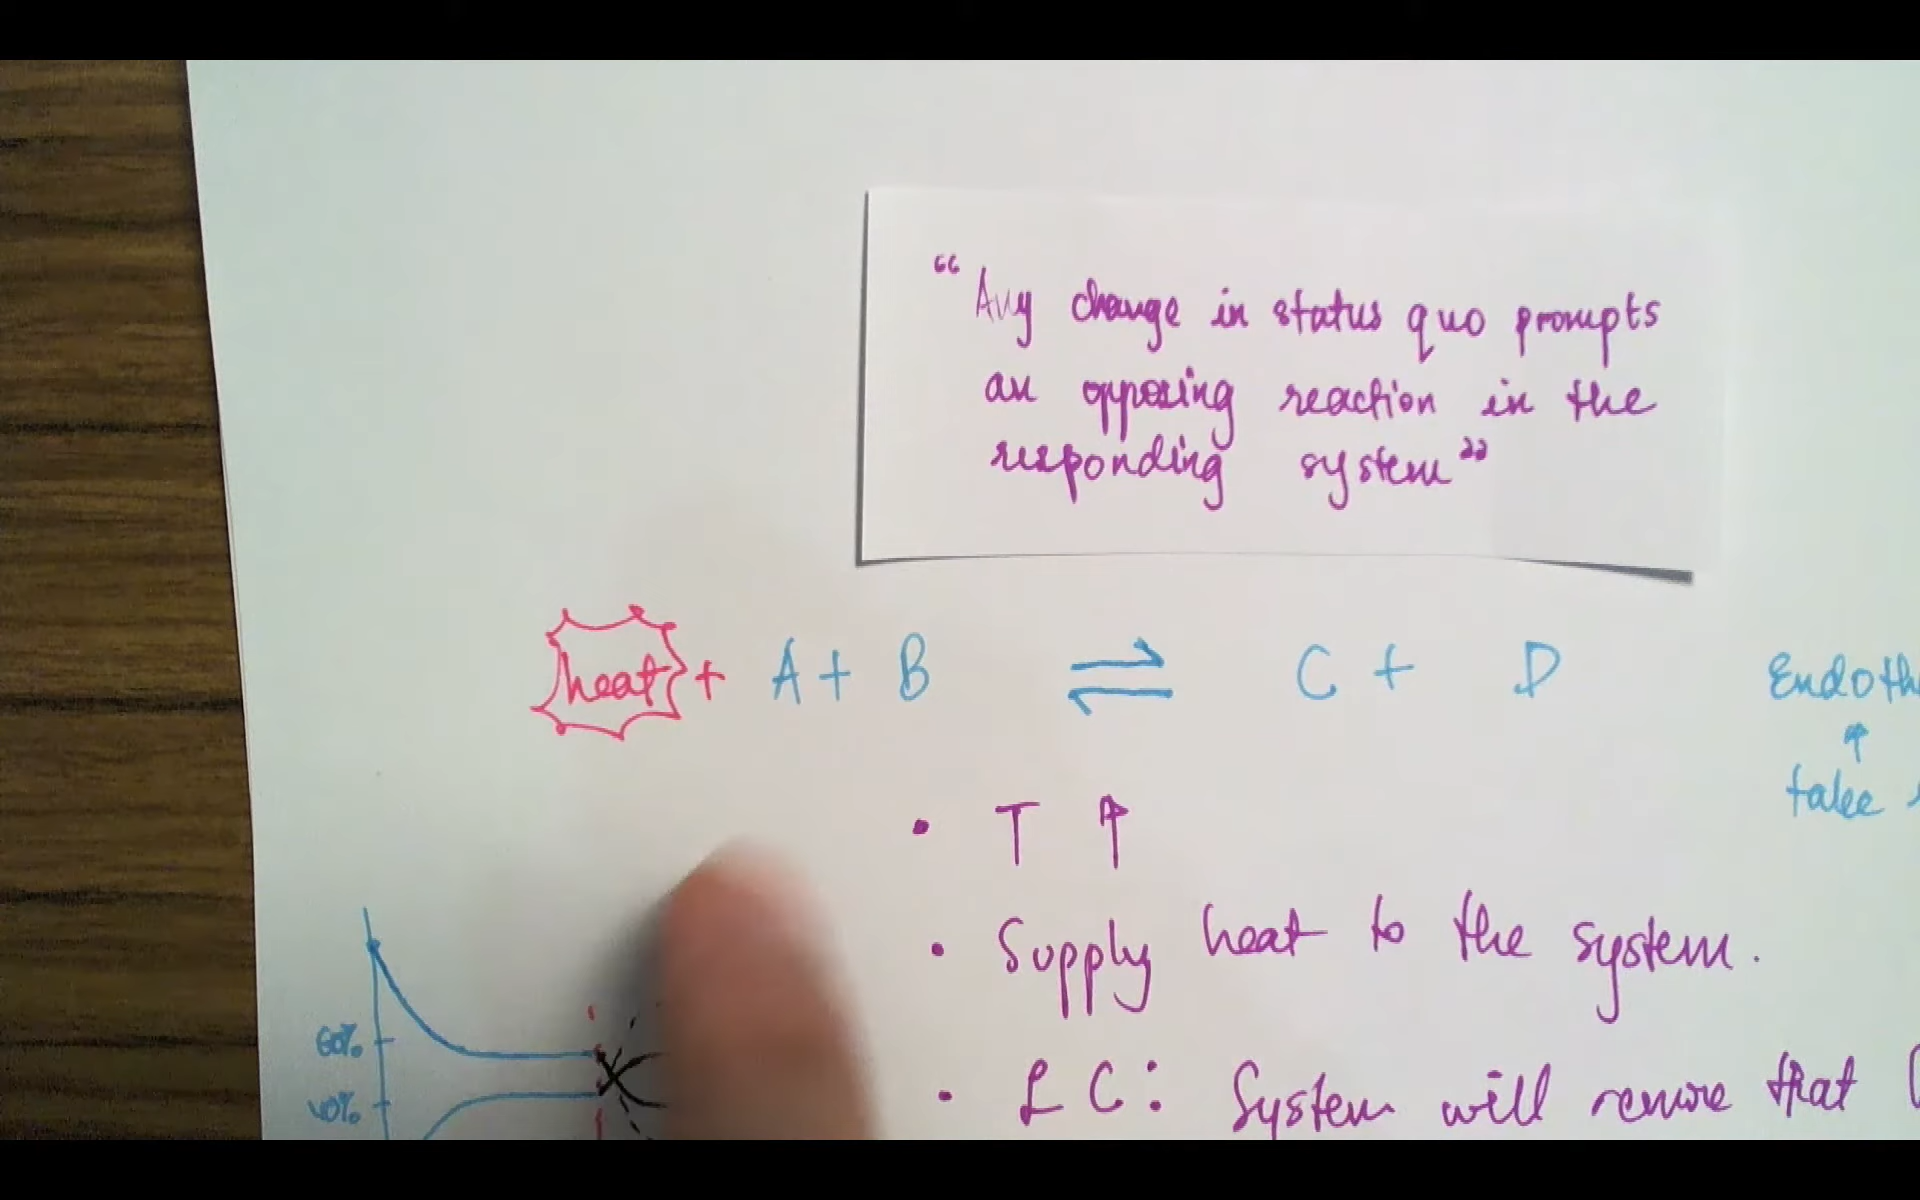 “Any change in status quo prompts
an opposing reaction in the
responding system”
heat + A + B ⇌ C + D
Endoth
↑
take
• T ↑
• Supply heat to the system.
• LC: System will remove that
60%
40%